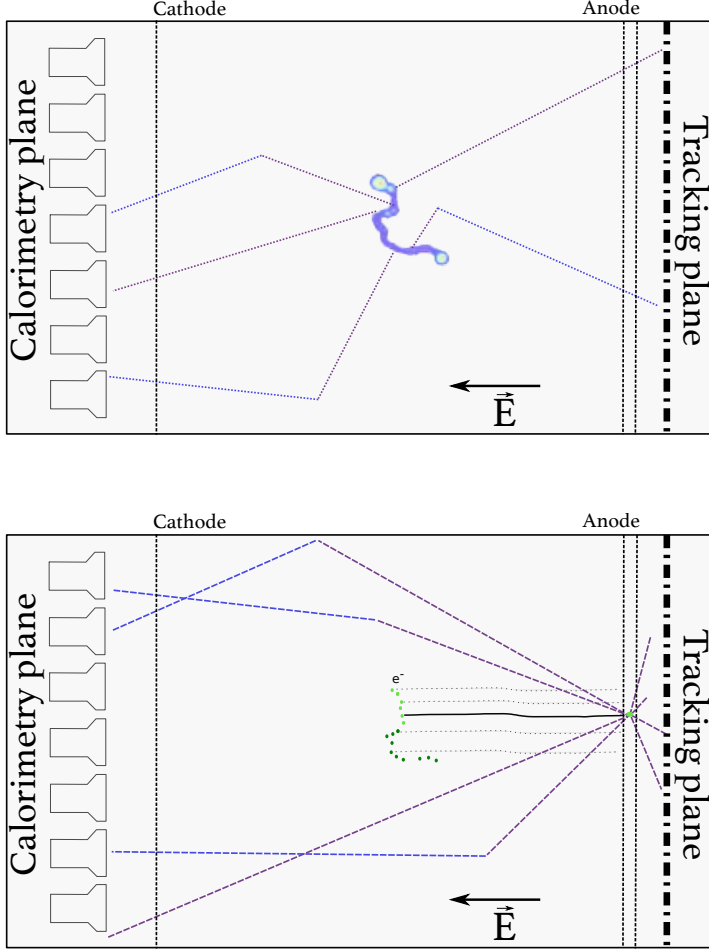 Cathode
Anode
Calorimetry plane
Tracking plane
E⃗
Cathode
Anode
Calorimetry plane
e⁻
Tracking plane
E⃗